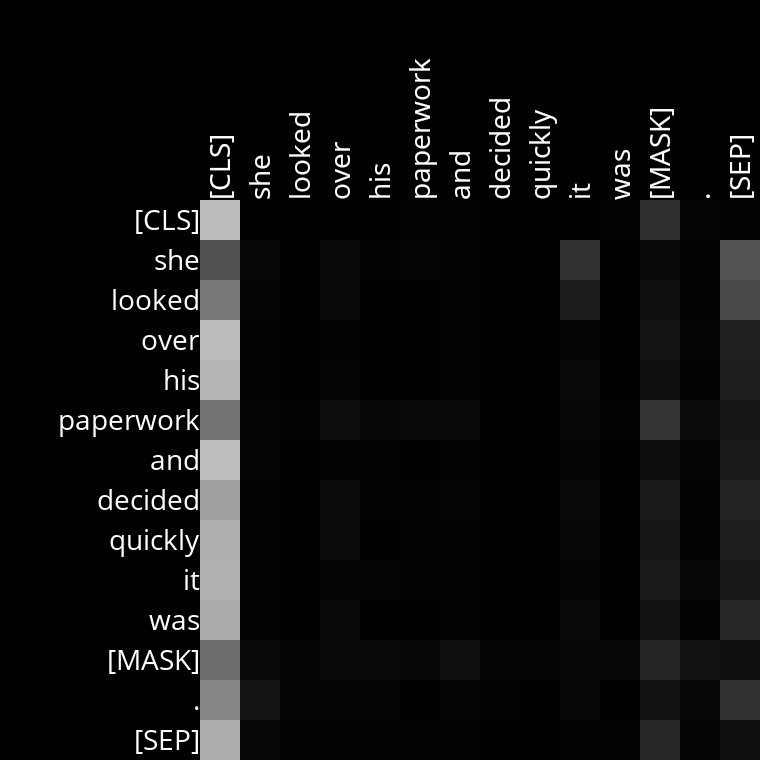 [CLS] she looked over his paperwork and decided quickly it was [MASK] . [SEP]
[CLS]
she
looked
over
his
paperwork
and
decided
quickly
it
was
[MASK]
.
[SEP]